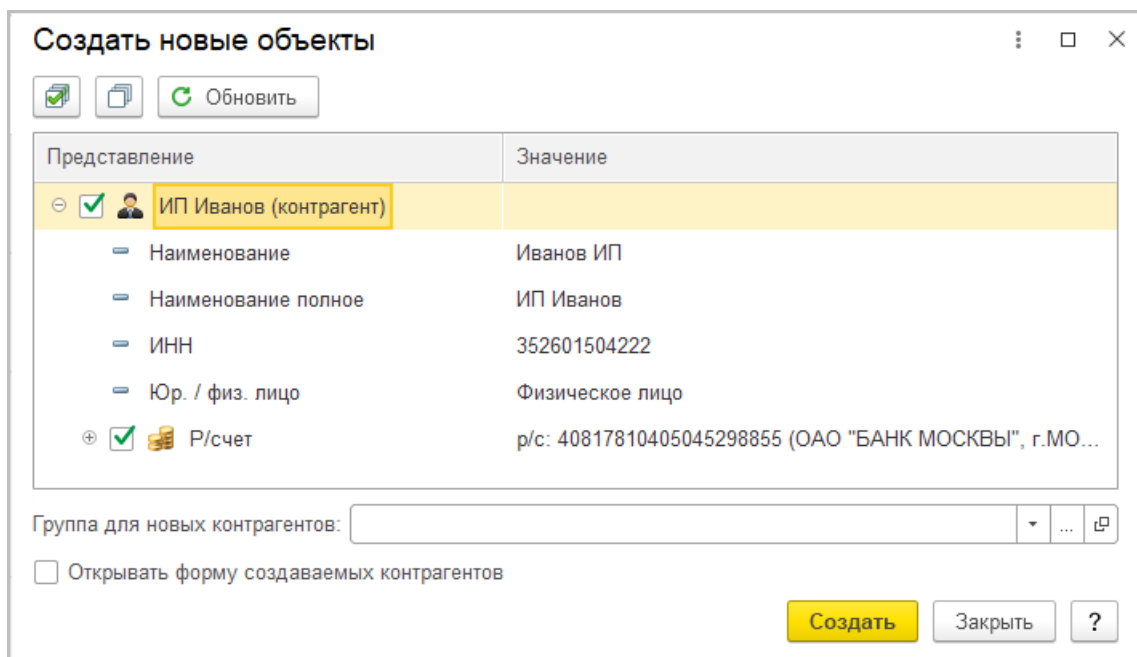 Создать новые объекты
Обновить
Представление Значение
ИП Иванов (контрагент)
Наименование Иванов ИП
Наименование полное ИП Иванов
ИНН 352601504222
Юр. / физ. лицо Физическое лицо
Р/счет р/с: 40817810405045298855 (ОАО "БАНК МОСКВЫ", г.МО...
Группа для новых контрагентов: ...
Открывать форму создаваемых контрагентов
Создать Закрыть ?